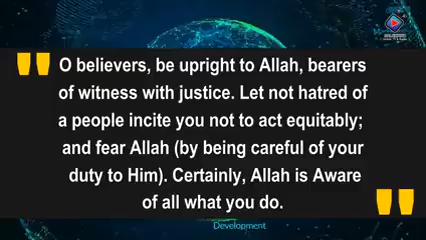 O believers, be upright to Allah, bearers
of witness with justice. Let not hatred of
a people incite you not to act equitably;
and fear Allah (by being careful of your
duty to Him). Certainly, Allah is Aware
of all what you do.
Development